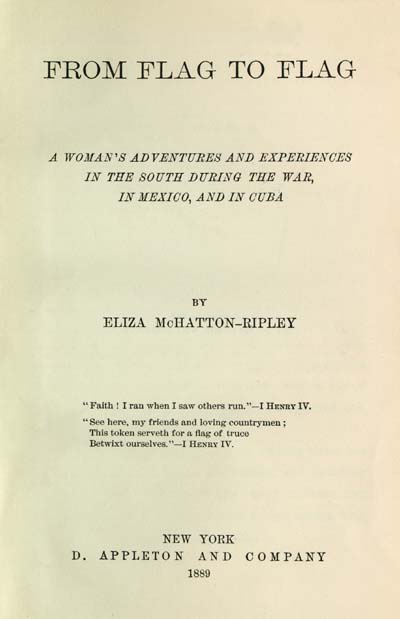 FROM FLAG TO FLAG
A WOMAN'S ADVENTURES AND EXPERIENCES
IN THE SOUTH DURING THE WAR,
IN MEXICO, AND IN CUBA
BY
ELIZA McHATTON-RIPLEY
"Faith ! I ran when I saw others run."—I HENRY IV.
"See here, my friends and loving countrymen ;
This token serveth for a flag of truce
Betwixt ourselves."—I HENRY IV.
NEW YORK
D. APPLETON AND COMPANY
1889